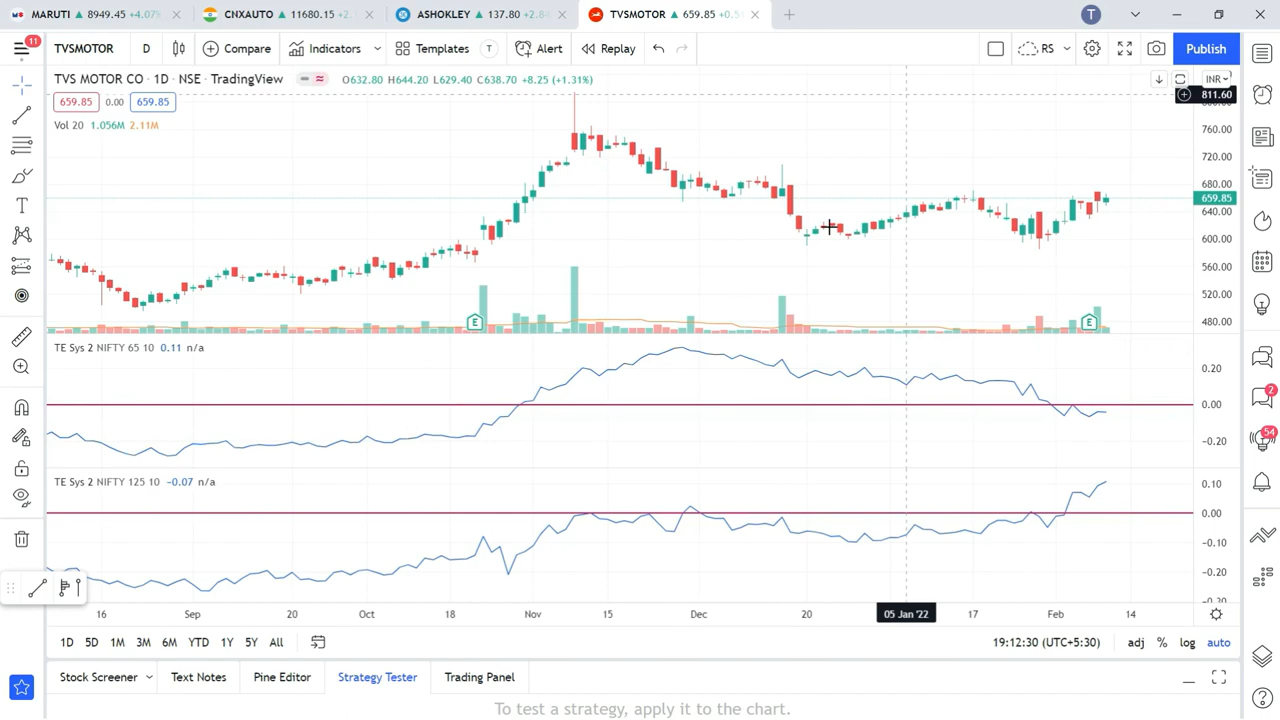 MARUTI ▲ 8949.45 +4.07%
CNXAUTO ▲ 11680.15 +2.
ASHOKLEY ▲ 137.80 +2.8
TVSMOTOR ▲ 659.85 +0.5
T
11
TVSMOTOR
D
Compare
Indicators
Templates
T
Alert
Replay
RS
Publish
TVS MOTOR CO · 1D · NSE · TradingView
O632.80 H644.20 L629.40 C638.70 +8.25 (+1.31%)
INR
659.85 0.00 659.85
811.60
Vol 20 1.056M 2.11M
760.00
720.00
680.00
659.85
640.00
600.00
560.00
520.00
480.00
E
E
TE Sys 2 NIFTY 65 10 0.11 n/a
0.20
0.00
−0.20
TE Sys 2 NIFTY 125 10 −0.07 n/a
0.10
0.00
−0.10
−0.20
−0.30
16 Sep 20 Oct 18 Nov 15 Dec 20 05 Jan '22 17 Feb 14
1D 5D 1M 3M 6M YTD 1Y 5Y All
19:12:30 (UTC+5:30)
adj % log auto
Stock Screener
Text Notes
Pine Editor
Strategy Tester
Trading Panel
To test a strategy, apply it to the chart.
2
54